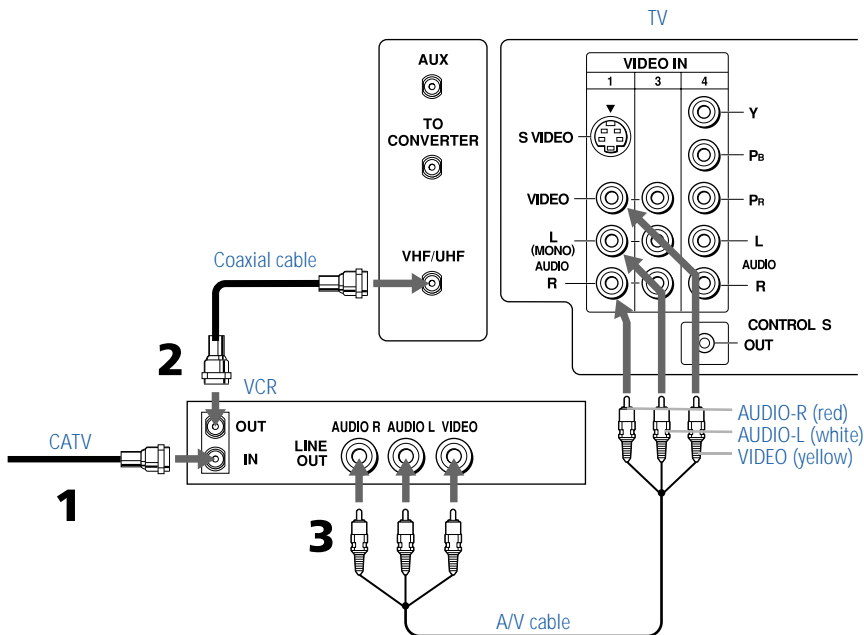 TV
AUX
TO
CONVERTER
VHF/UHF
VIDEO IN
1 3 4
S VIDEO
VIDEO
L
(MONO)
AUDIO
R
Y
PB
PR
L
AUDIO
R
CONTROL S
OUT
Coaxial cable
2
VCR
CATV
1
OUT
IN
LINE
OUT
AUDIO R AUDIO L VIDEO
3
AUDIO-R (red)
AUDIO-L (white)
VIDEO (yellow)
A/V cable